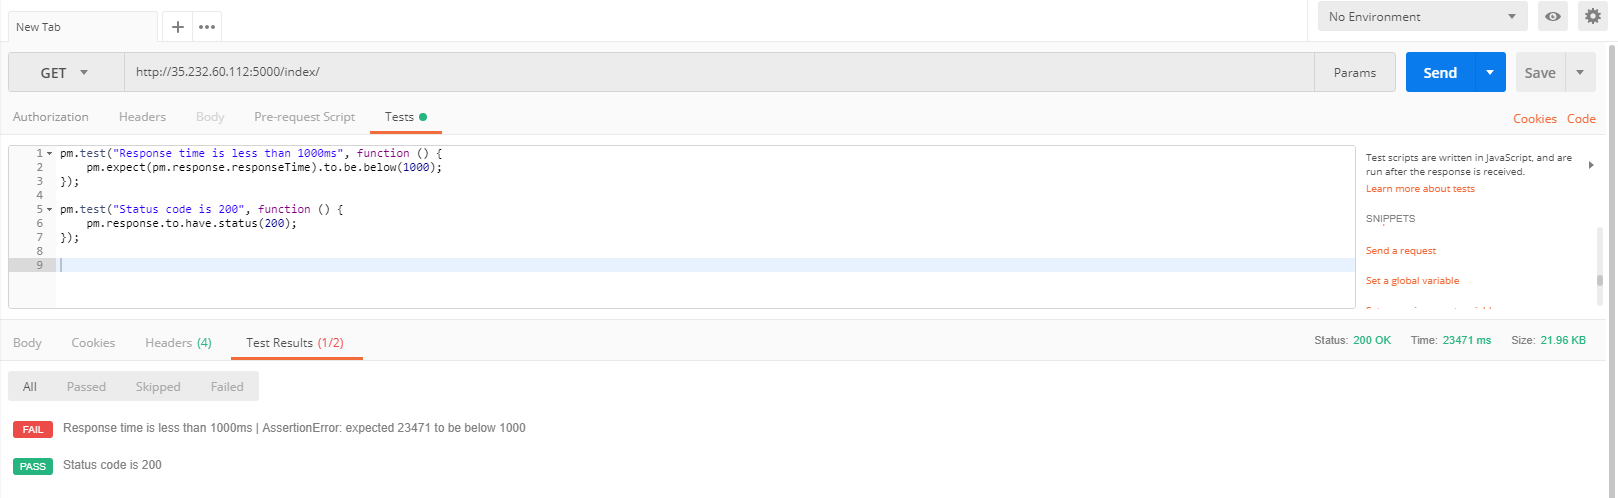 New Tab
No Environment
GET
http://35.232.60.112:5000/index/
Params
Send
Save
Authorization Headers Body Pre-request Script Tests
Cookies Code
1 pm.test("Response time is less than 1000ms", function () {
2 pm.expect(pm.response.responseTime).to.be.below(1000);
3 });
4
5 pm.test("Status code is 200", function () {
6 pm.response.to.have.status(200);
7 });
8
9
Test scripts are written in JavaScript, and are
run after the response is received.
Learn more about tests
SNIPPETS
Send a request
Set a global variable
Body Cookies Headers (4) Test Results (1/2)
Status: 200 OK Time: 23471 ms Size: 21.96 KB
All Passed Skipped Failed
FAIL Response time is less than 1000ms | AssertionError: expected 23471 to be below 1000
PASS Status code is 200